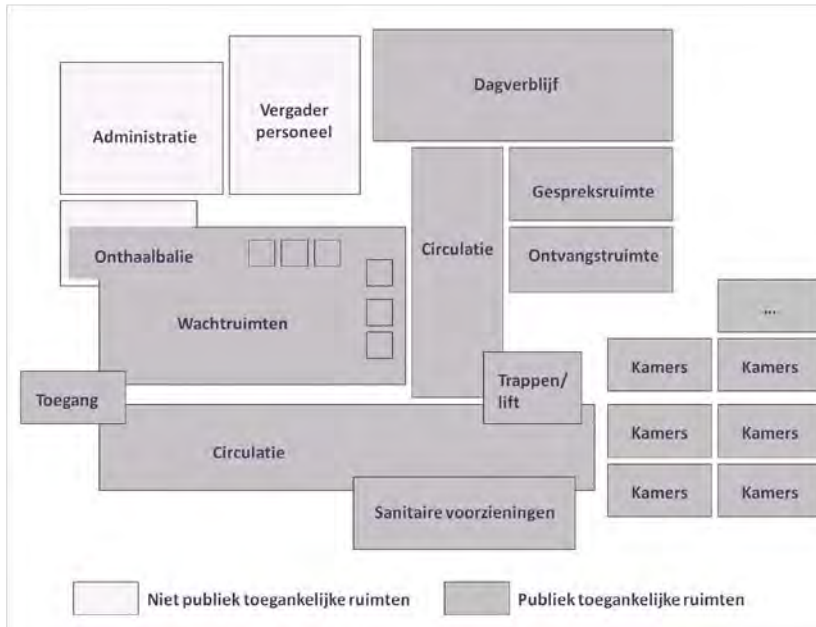 Dagverblijf
Vergader
personeel
Administratie
Gespreksruimte
Onthaalbalie
Circulatie
Ontvangstruimte
Wachtruimten
...
Kamers
Kamers
Toegang
Trappen/
lift
Circulatie
Kamers
Kamers
Kamers
Kamers
Sanitaire voorzieningen
Niet publiek toegankelijke ruimten
Publiek toegankelijke ruimten